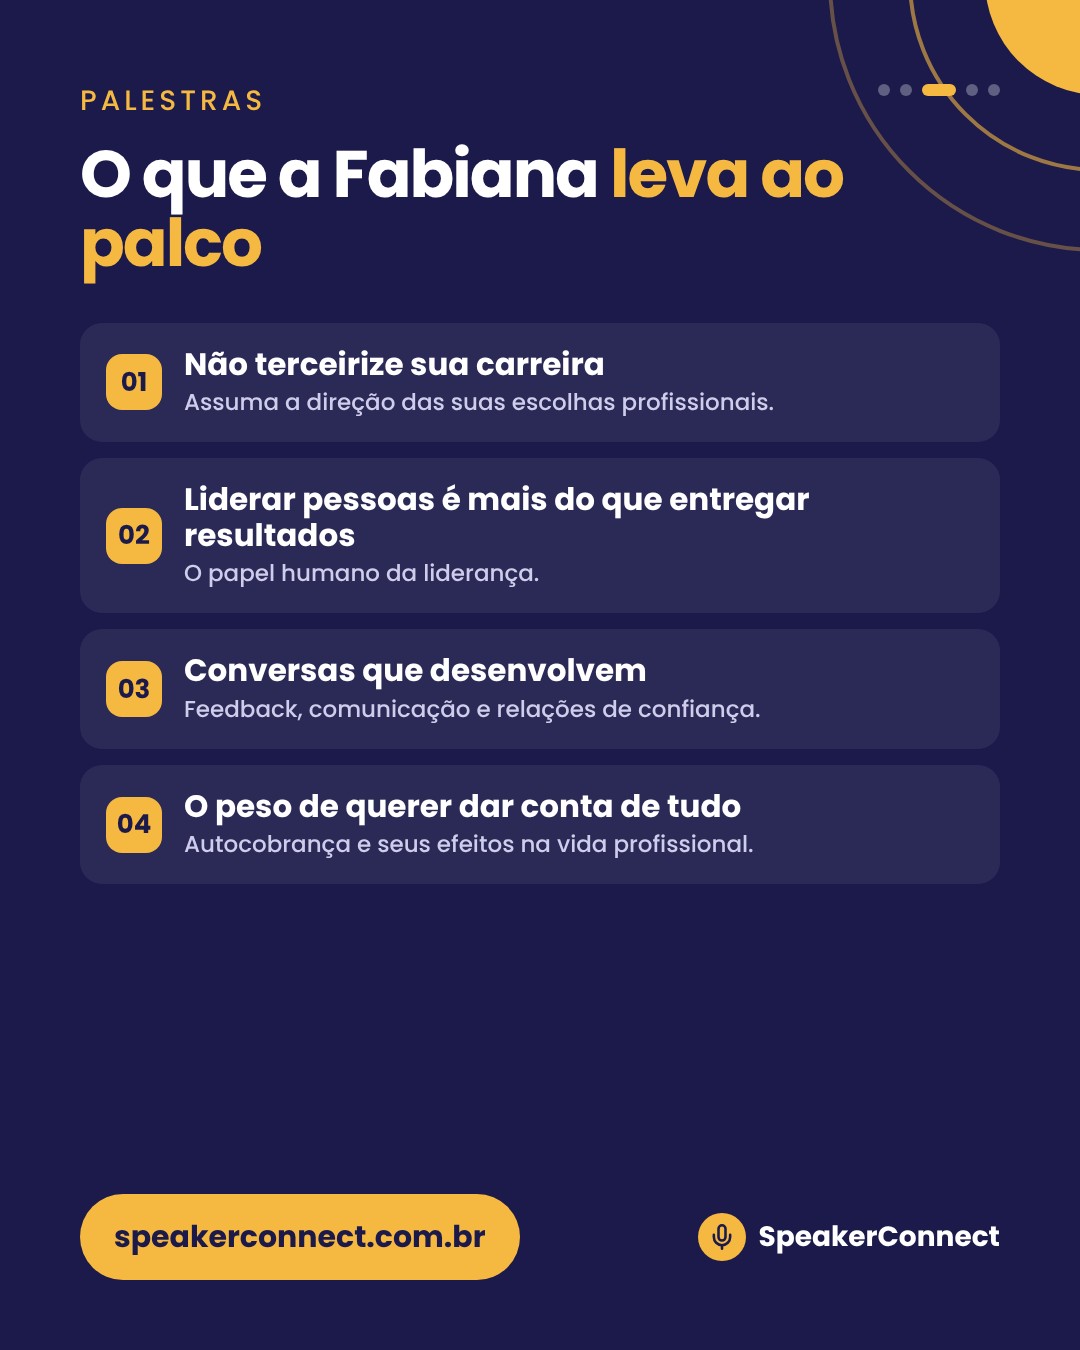 PALESTRAS
O que a Fabiana leva ao
palco
01
Não terceirize sua carreira
Assuma a direção das suas escolhas profissionais.
02
Liderar pessoas é mais do que entregar
resultados
O papel humano da liderança.
03
Conversas que desenvolvem
Feedback, comunicação e relações de confiança.
04
O peso de querer dar conta de tudo
Autocobrança e seus efeitos na vida profissional.
speakerconnect.com.br
SpeakerConnect